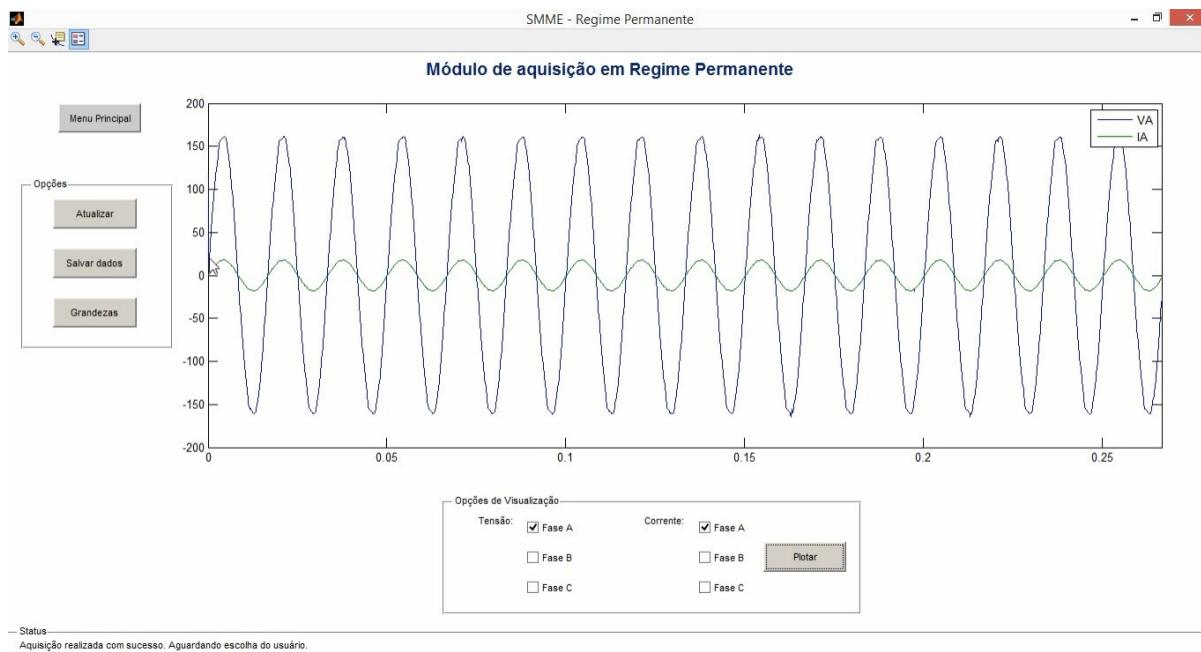 SMME - Regime Permanente
Módulo de aquisição em Regime Permanente
Menu Principal
Opções
Atualizar
Salvar dados
Grandezas
200
150
100
50
0
-50
-100
-150
-200
0
0.05
0.1
0.15
0.2
0.25
VA
IA
Opções de Visualização
Tensão:
Fase A
Fase B
Fase C
Corrente:
Fase A
Fase B
Fase C
Plotar
Status
Aquisição realizada com sucesso. Aguardando escolha do usuário.